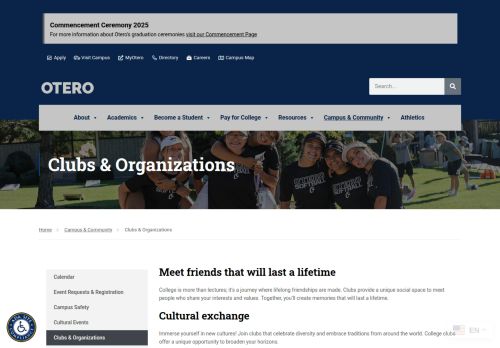 Commencement Ceremony 2025
For more information about Otero's graduation ceremonies visit our Commencement Page
Apply Visit Campus MyOtero Directory Careers Campus Map
OTERO
Search...
About Academics Become a Student Pay for College Resources Campus & Community Athletics
Clubs & Organizations
SOFTBALL
Home Campus & Community Clubs & Organizations
Calendar
Event Requests & Registration
Campus Safety
Cultural Events
Clubs & Organizations
Meet friends that will last a lifetime
College is more than lectures; it's a journey where lifelong friendships are made. Clubs provide a unique social space to meet
people who share your interests and values. Together, you'll create memories that will last a lifetime.
Cultural exchange
Immerse yourself in new cultures! Join clubs that celebrate diversity and embrace traditions from around the world. College clubs
offer a unique opportunity to broaden your horizons.
EN